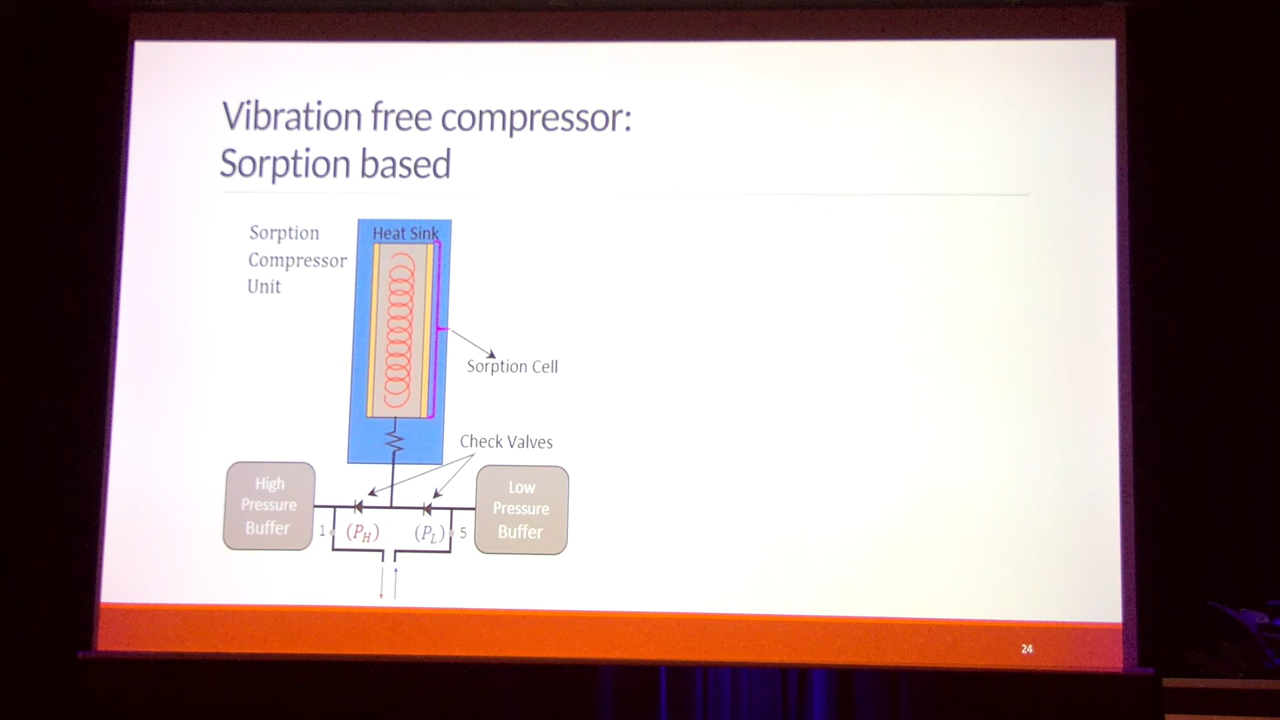 Vibration free compressor:
Sorption based
Sorption
Compressor
Unit
Heat Sink
Sorption Cell
Check Valves
High
Pressure
Buffer
Low
Pressure
Buffer
1 (P_H) (P_L) 5
24